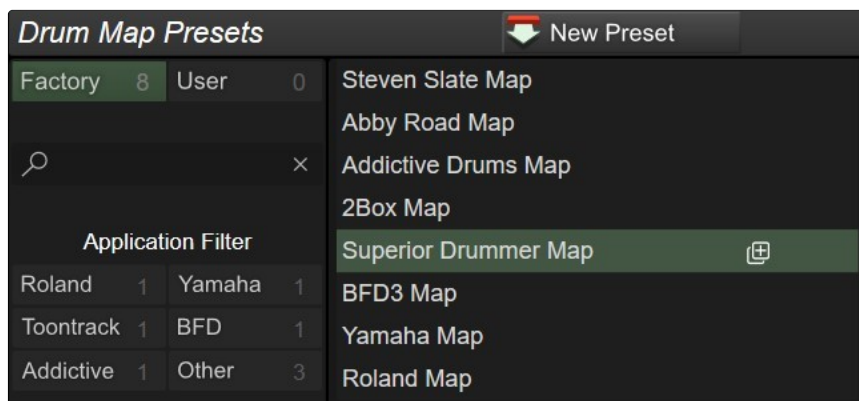 Drum Map Presets
New Preset
Factory 8 User 0
Application Filter
Roland 1 Yamaha 1
Toontrack 1 BFD 1
Addictive 1 Other 3
Steven Slate Map
Abby Road Map
Addictive Drums Map
2Box Map
Superior Drummer Map
BFD3 Map
Yamaha Map
Roland Map